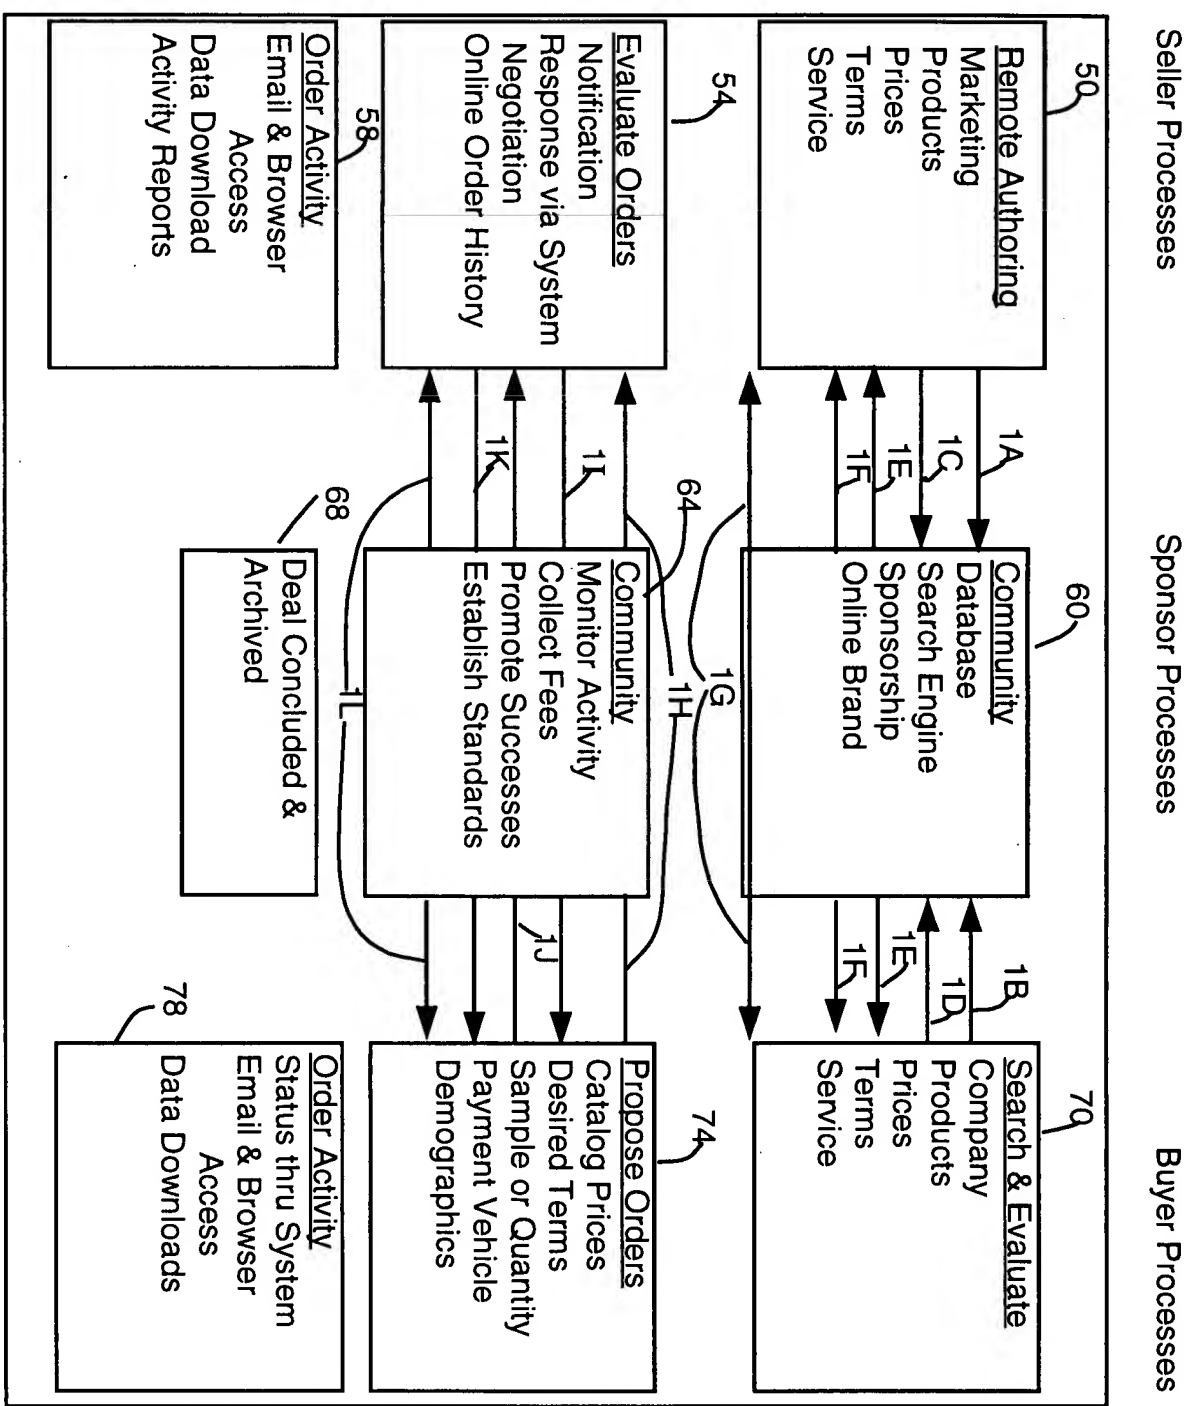 Seller Processes
Sponsor Processes
Buyer Processes
50
Remote Authoring
Marketing
Products
Prices
Terms
Service
1A
1C
1E
1F
60
Community
Database
Search Engine
Sponsorship
Online Brand
1B
1D
1E
1F
70
Search & Evaluate
Company
Products
Prices
Terms
Service
1G
54
Evaluate Orders
Notification
Response via System
Negotiation
Online Order History
1H
1I
1K
64
Community
Monitor Activity
Collect Fees
Promote Successes
Establish Standards
1J
74
Propose Orders
Catalog Prices
Desired Terms
Sample or Quantity
Payment Vehicle
Demographics
1L
58
Order Activity
Email & Browser
Access
Data Download
Activity Reports
68
Deal Concluded &
Archived
78
Order Activity
Status thru System
Email & Browser
Access
Data Downloads